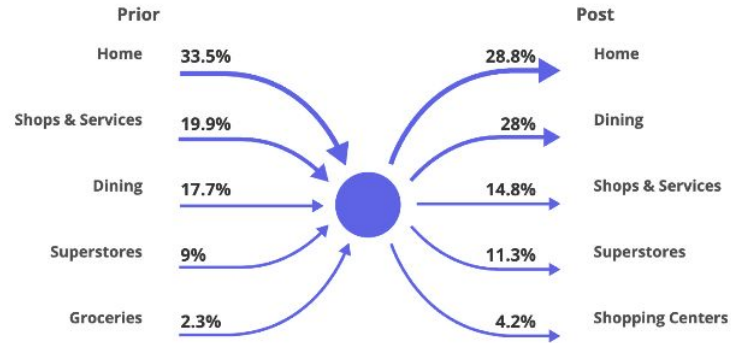 Prior Post
Home 33.5% 28.8% Home
Shops & Services 19.9% 28% Dining
Dining 17.7% 14.8% Shops & Services
Superstores 9% 11.3% Superstores
Groceries 2.3% 4.2% Shopping Centers